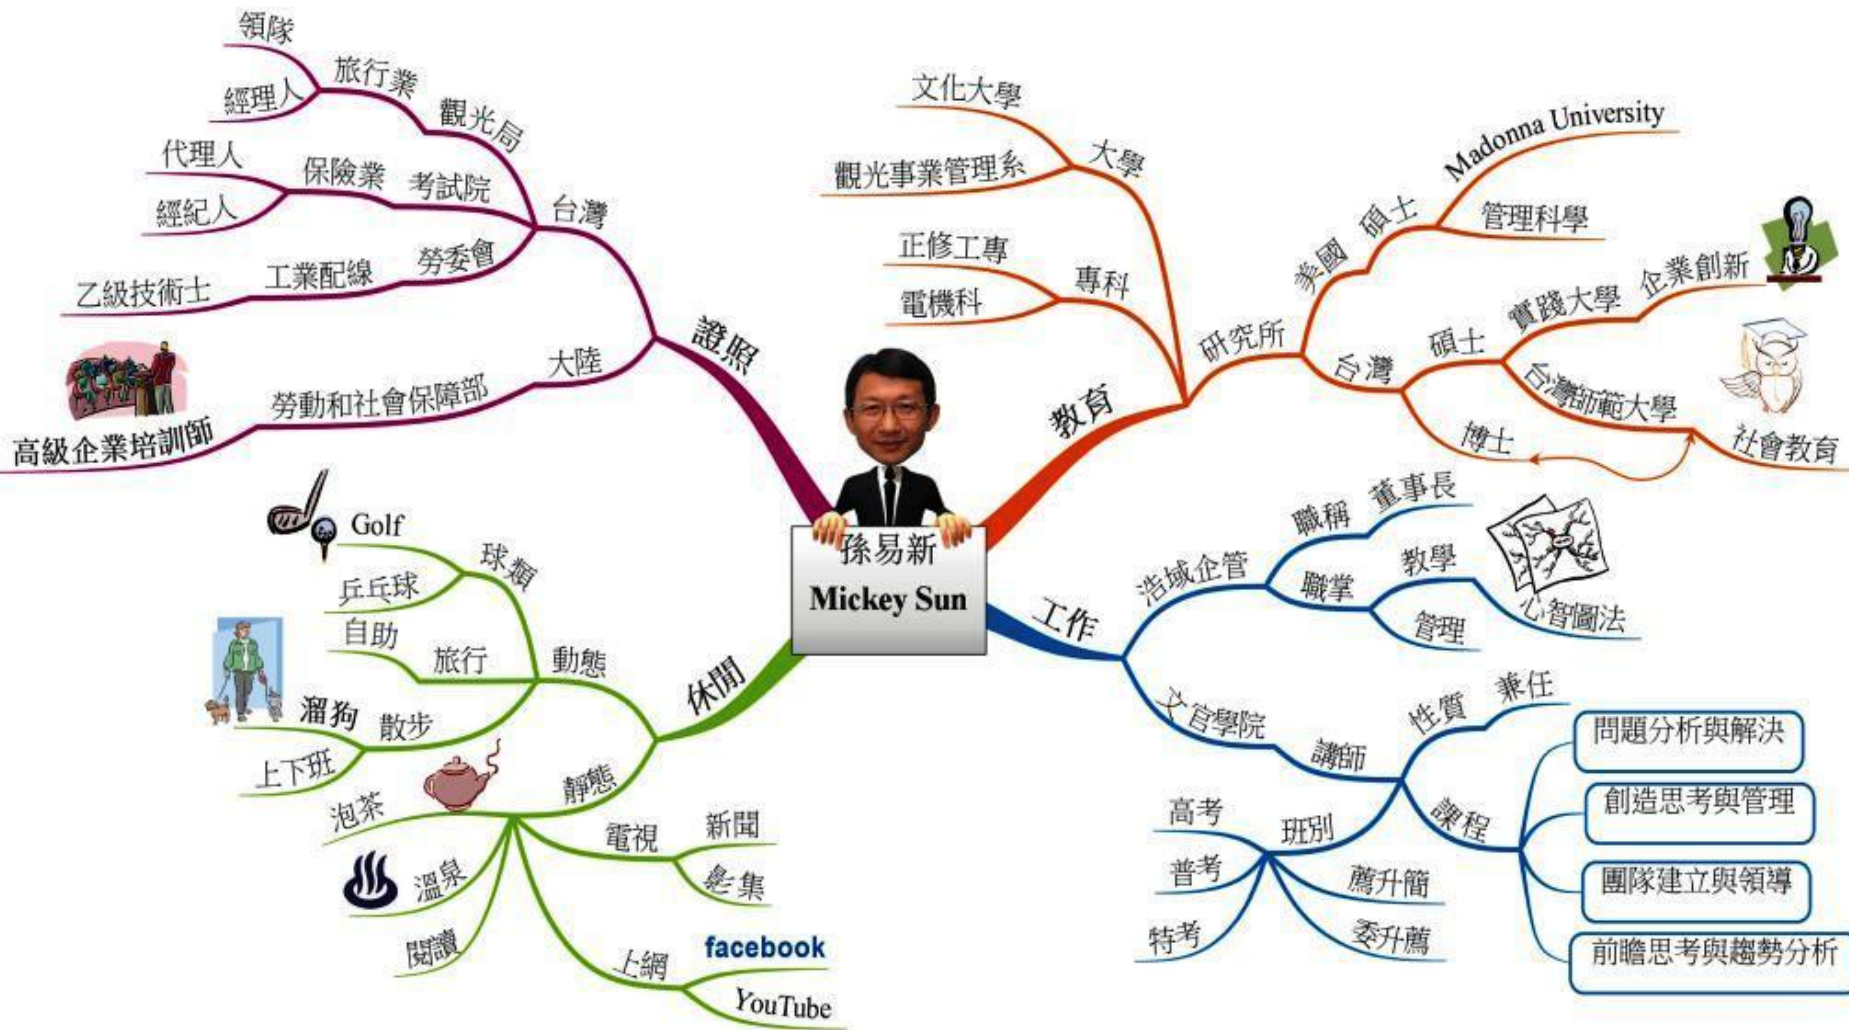 孫易新
Mickey Sun
教育
大學
文化大學
觀光事業管理系
專科
正修工專
電機科
研究所
美國
碩士
Madonna University
管理科學
台灣
碩士
實踐大學
企業創新
台灣師範大學
社會教育
博士
工作
浩域企管
職稱
董事長
職掌
教學
心智圖法
管理
文官學院
講師
性質
兼任
課程
問題分析與解決
創造思考與管理
團隊建立與領導
前瞻思考與趨勢分析
班別
高考
普考
特考
薦升簡
委升薦
休閒
動態
球類
Golf
乒乓球
旅行
自助
散步
溜狗
上下班
靜態
泡茶
溫泉
閱讀
電視
新聞
影集
上網
facebook
YouTube
證照
台灣
觀光局
旅行業
領隊
經理人
考試院
保險業
代理人
經紀人
勞委會
工業配線
乙級技術士
大陸
勞動和社會保障部
高級企業培訓師